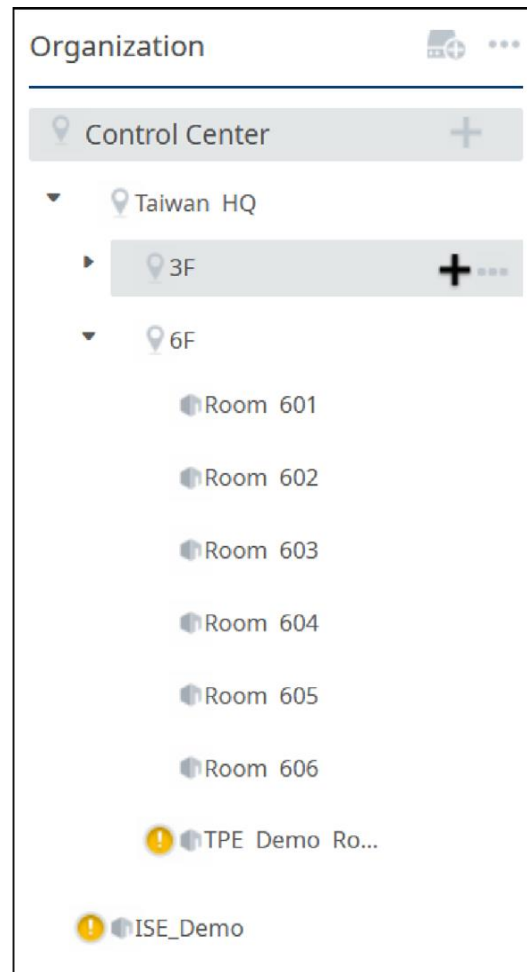 Organization
Control Center
Taiwan HQ
3F
6F
Room 601
Room 602
Room 603
Room 604
Room 605
Room 606
TPE Demo Ro...
ISE_Demo